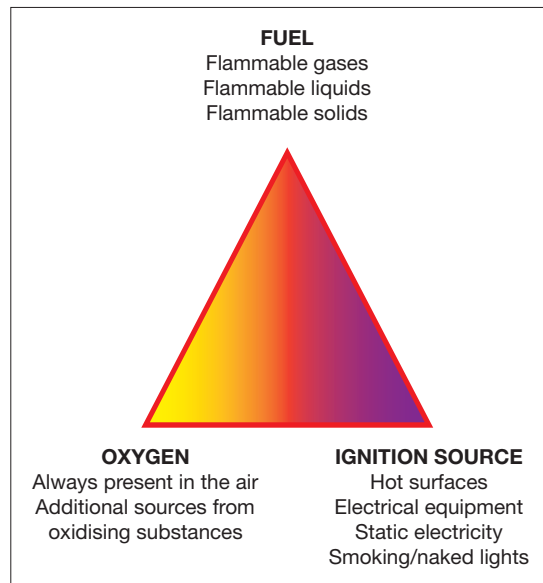 FUEL
Flammable gases
Flammable liquids
Flammable solids
OXYGEN
Always present in the air
Additional sources from
oxidising substances
IGNITION SOURCE
Hot surfaces
Electrical equipment
Static electricity
Smoking/naked lights